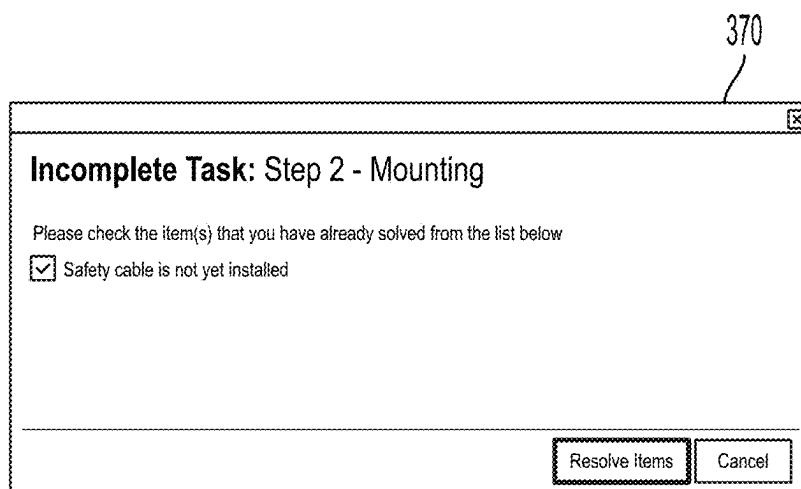 370
Incomplete Task: Step 2 - Mounting
Please check the item(s) that you have already solved from the list below
Safety cable is not yet installed
Resolve Items Cancel